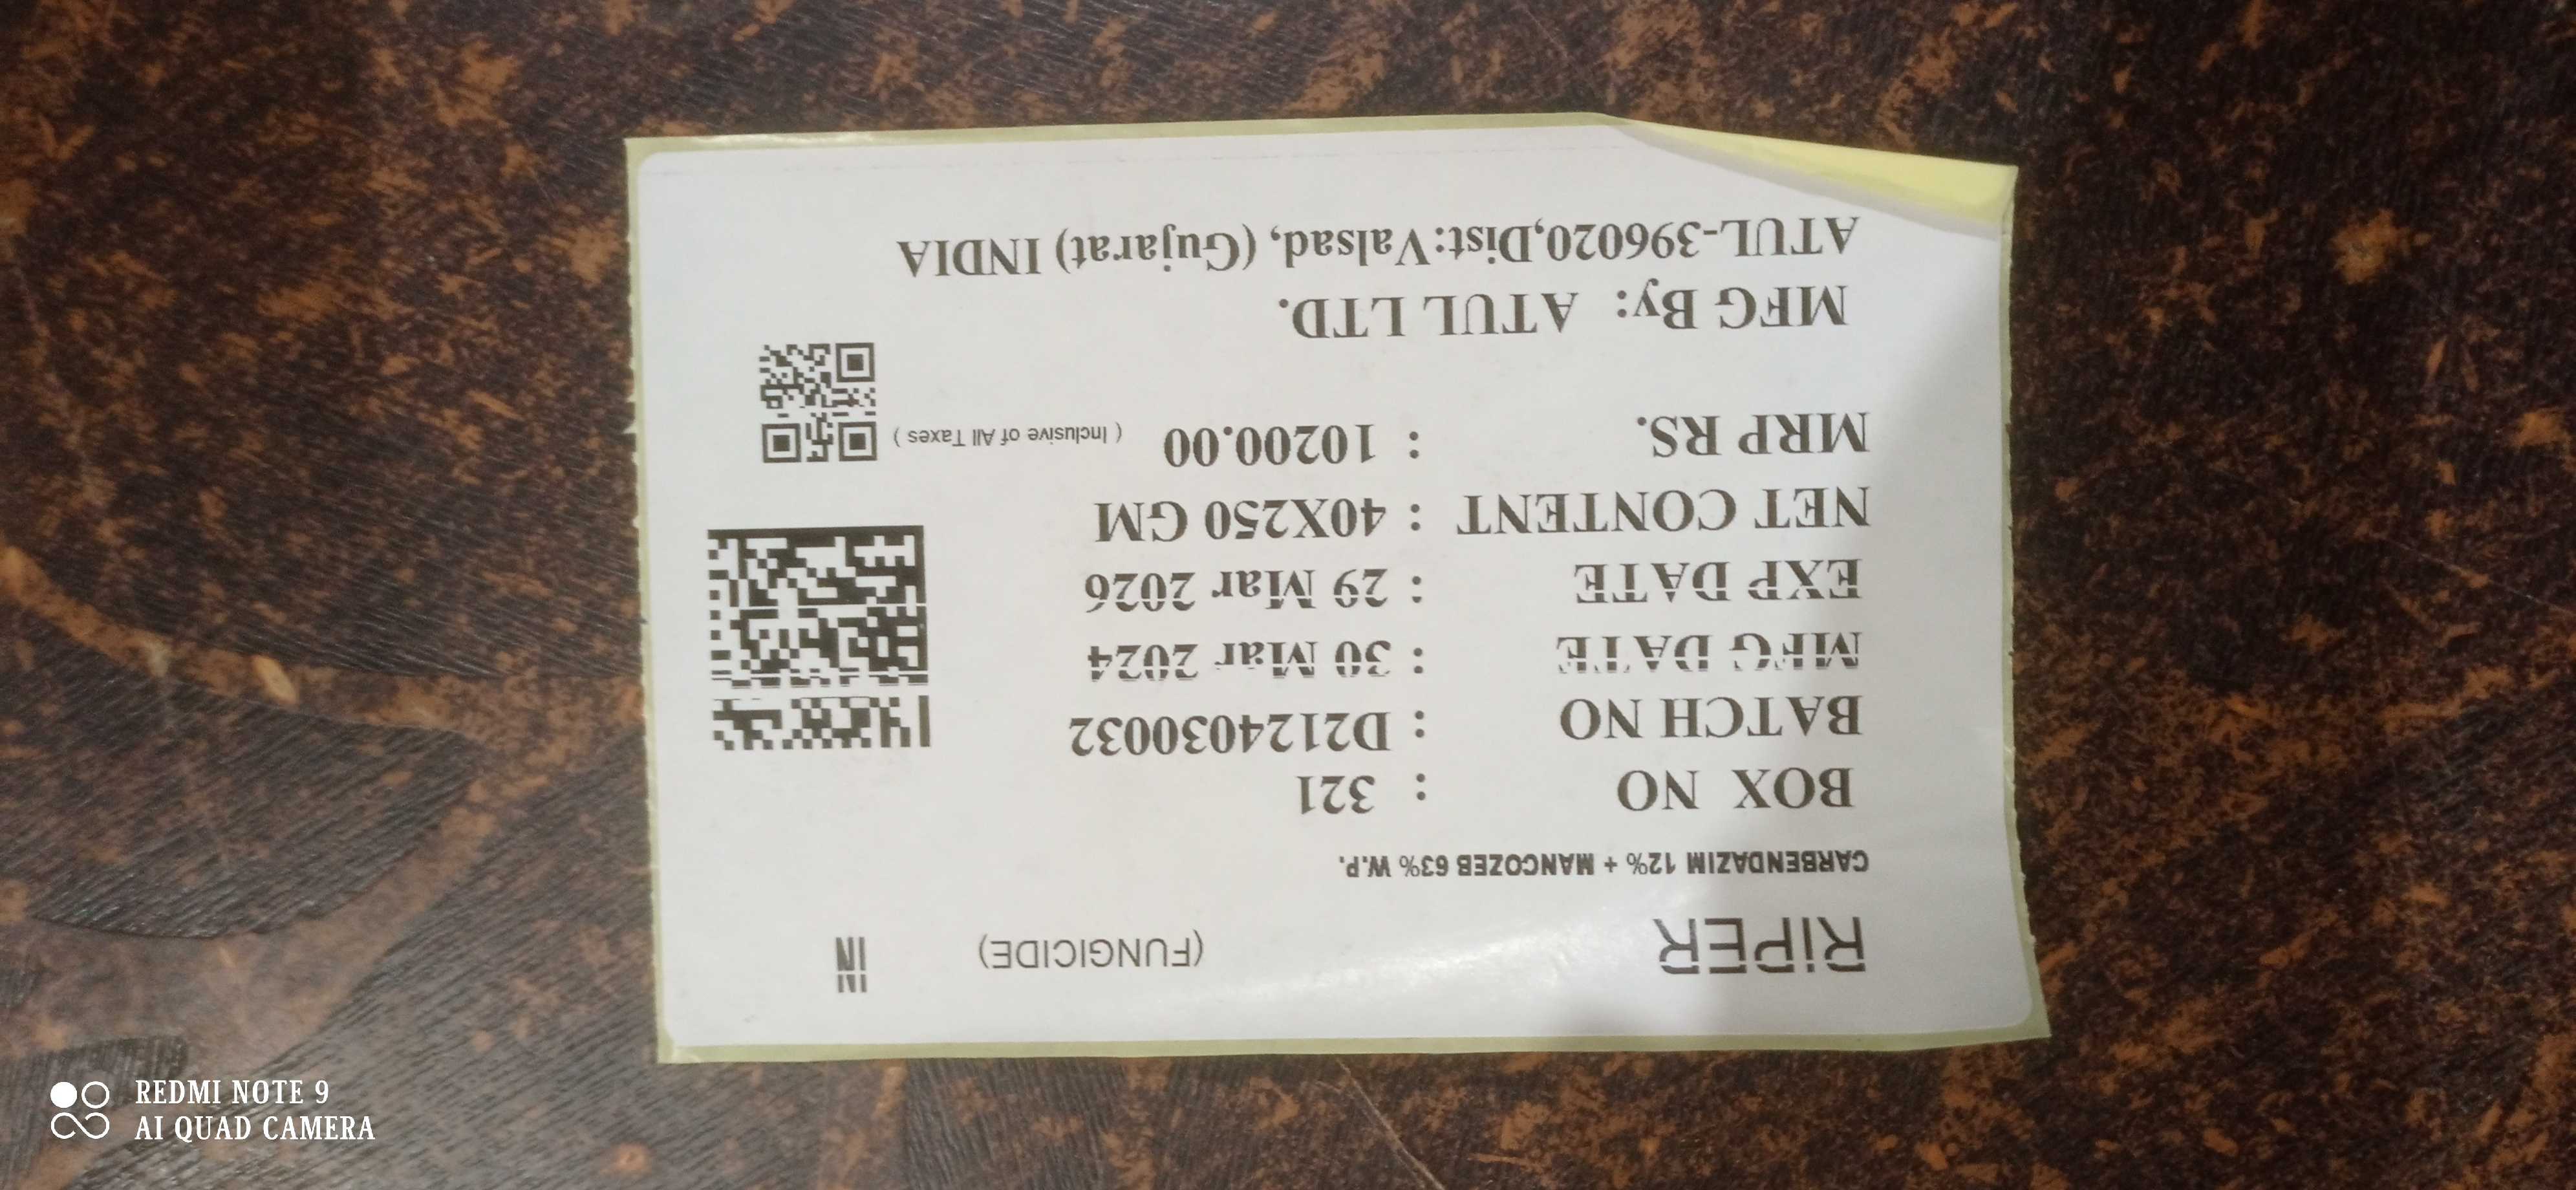 RiPER (FUNGICIDE) IN
CARBENDAZIM 12% + MANCOZEB 63% W.P.
BOX NO : 321
BATCH NO : D2124030032
MFG DATE : 30 Mar 2024
EXP DATE : 29 Mar 2026
NET CONTENT : 40X250 GM
MRP RS. : 10200.00 ( Inclusive of All Taxes )
MFG By: ATUL LTD.
ATUL-396020,Dist:Valsad, (Gujarat) INDIA
REDMI NOTE 9
AI QUAD CAMERA